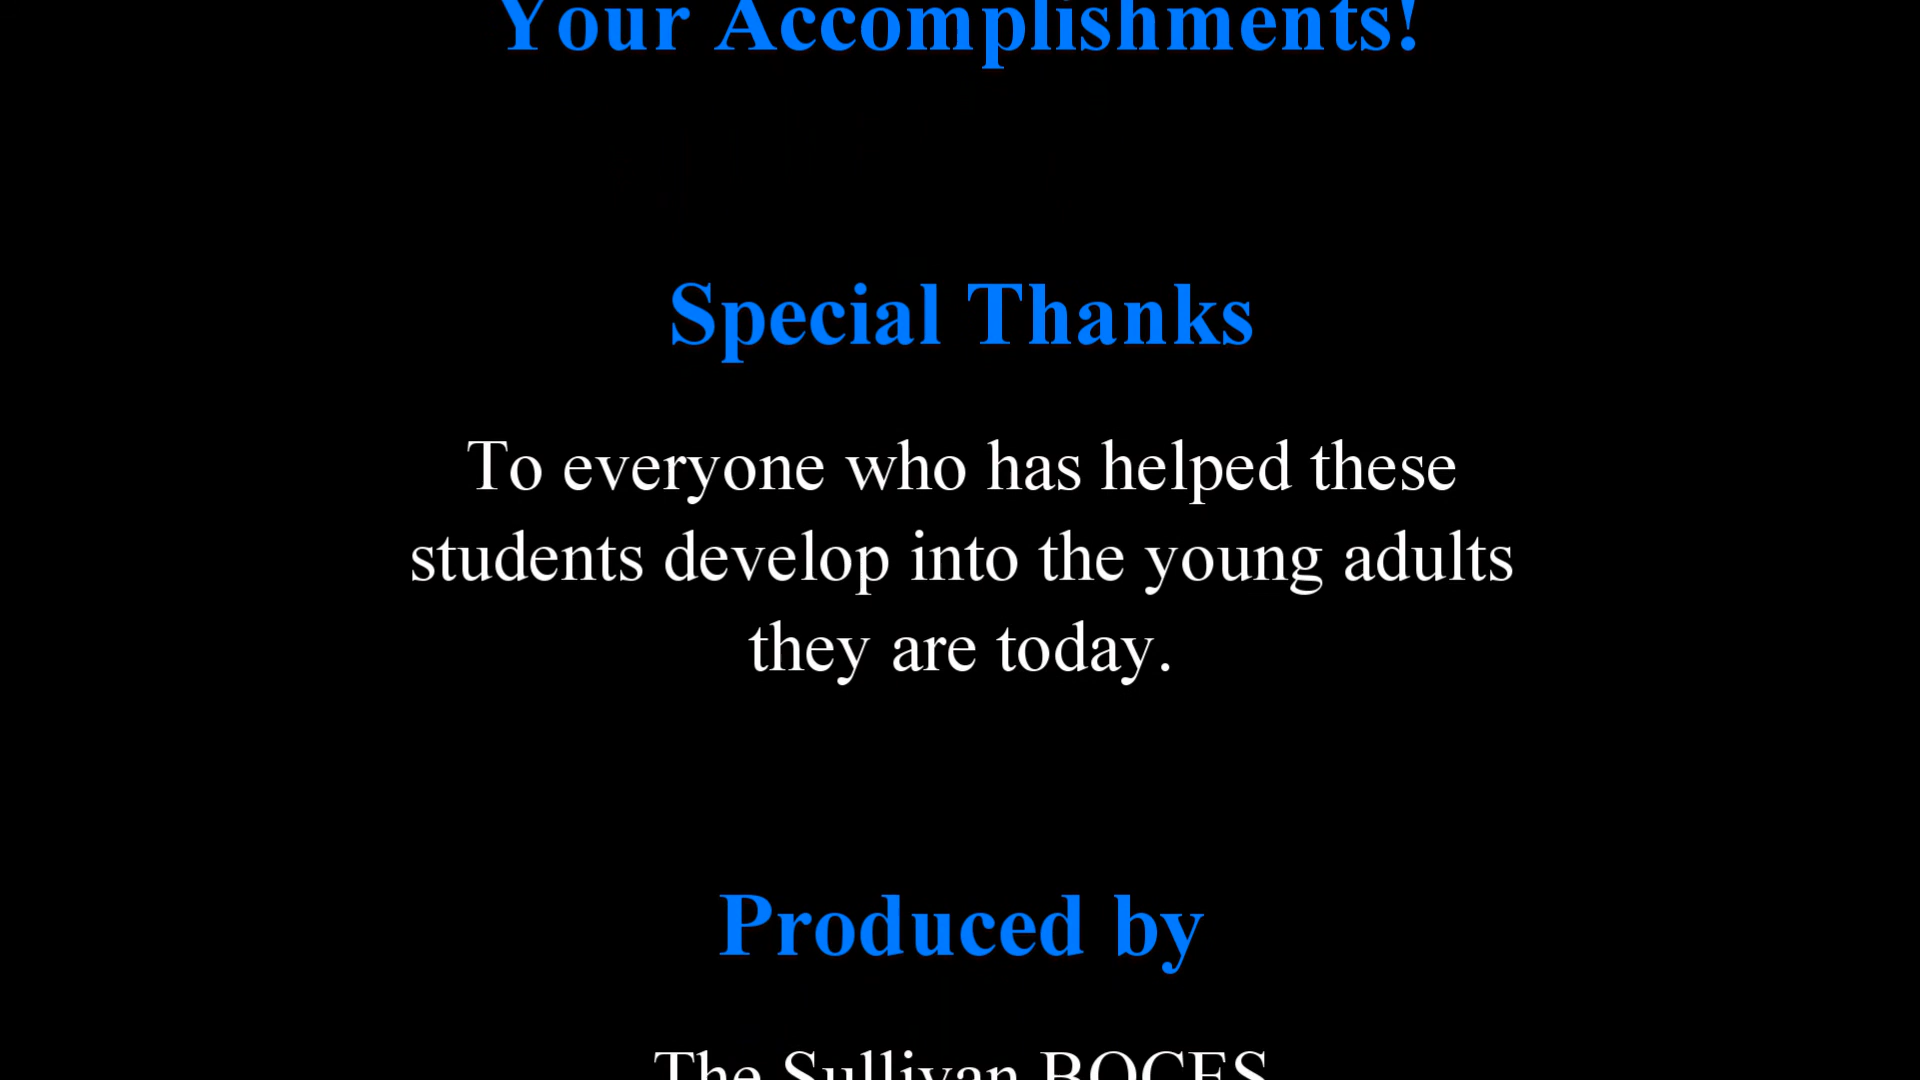 Your Accomplishments!
Special Thanks
To everyone who has helped these
students develop into the young adults
they are today.
Produced by
The Sullivan BOCES